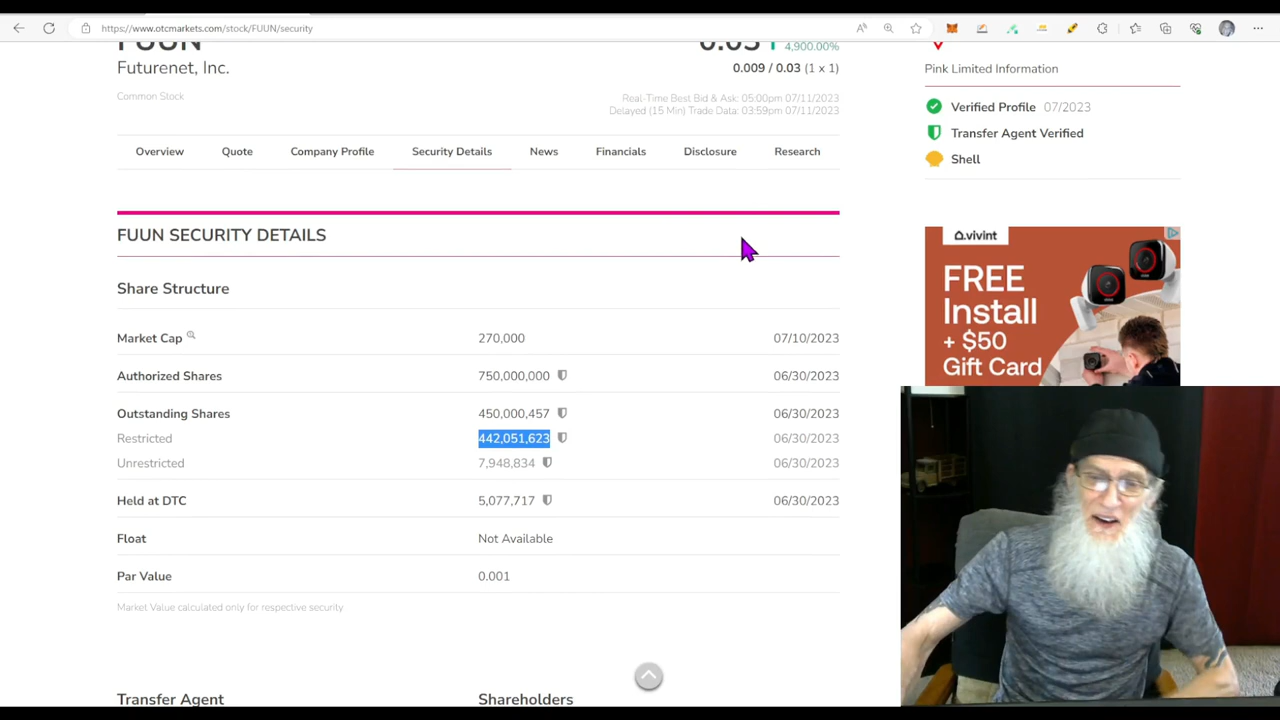 https://www.otcmarkets.com/stock/FUUN/security
FUUN
0.03 4,900.00%
Futurenet, Inc.
0.009 / 0.03 (1 x 1)
Common Stock
Real-Time Best Bid & Ask: 05:00pm 07/11/2023
Delayed (15 Min) Trade Data: 03:59pm 07/11/2023
Pink Limited Information
Verified Profile 07/2023
Transfer Agent Verified
Shell
Overview Quote Company Profile Security Details News Financials Disclosure Research
FUUN SECURITY DETAILS
Share Structure
Market Cap 270,000 07/10/2023
Authorized Shares 750,000,000 06/30/2023
Outstanding Shares 450,000,457 06/30/2023
Restricted 442,051,623 06/30/2023
Unrestricted 7,948,834 06/30/2023
Held at DTC 5,077,717 06/30/2023
Float Not Available
Par Value 0.001
Market Value calculated only for respective security
Transfer Agent Shareholders
vivint
FREE
Install
+ $50
Gift Card